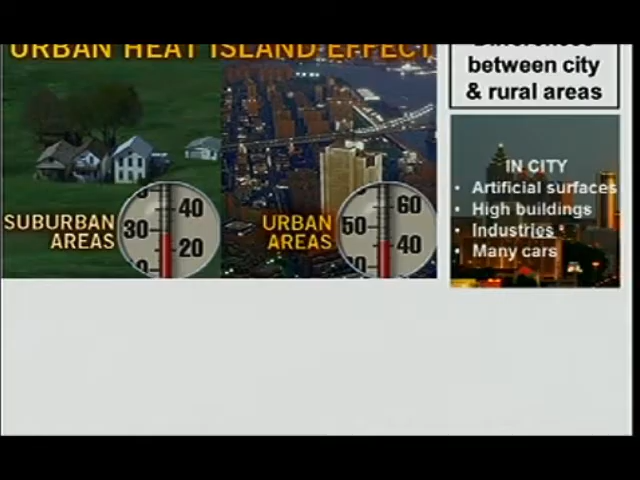 URBAN HEAT ISLAND EFFECT
Differences
between city
& rural areas
IN CITY
• Artificial surfaces
• High buildings
• Industries
• Many cars
SUBURBAN
AREAS
40
30
20
URBAN
AREAS
60
50
40